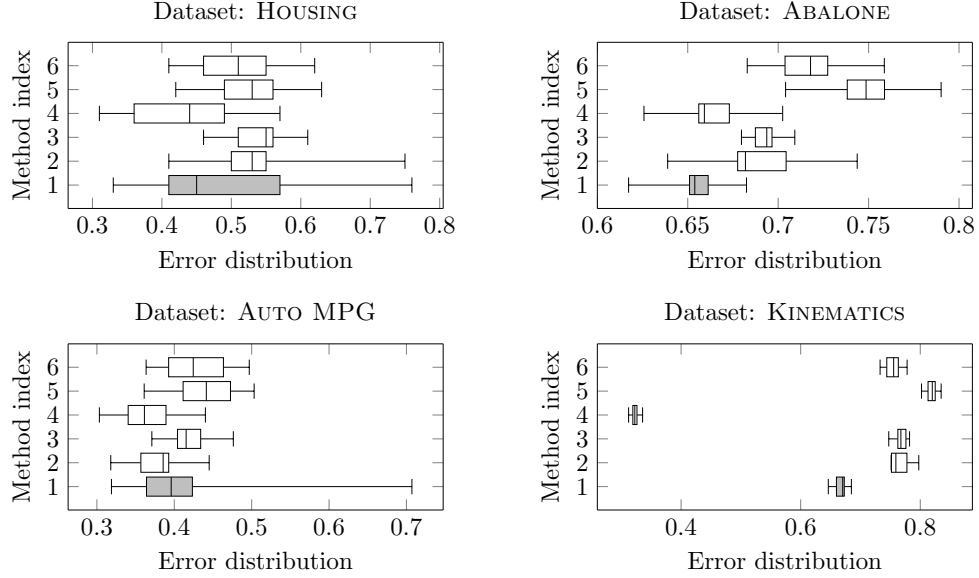 Dataset: HOUSING
Method index
6
5
4
3
2
1
0.3 0.4 0.5 0.6 0.7 0.8
Error distribution
Dataset: ABALONE
Method index
6
5
4
3
2
1
0.6 0.65 0.7 0.75 0.8
Error distribution
Dataset: AUTO MPG
Method index
6
5
4
3
2
1
0.3 0.4 0.5 0.6 0.7
Error distribution
Dataset: KINEMATICS
Method index
6
5
4
3
2
1
0.4 0.6 0.8
Error distribution